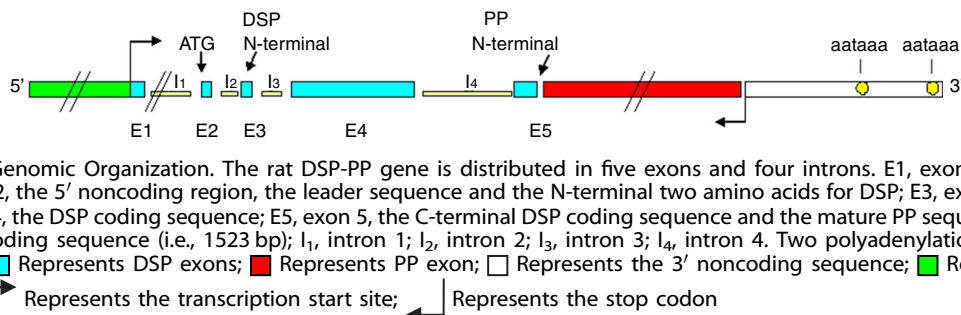 DSP PP
ATG N-terminal N-terminal aataaa aataaa
5′ I1 I2 I3 I4 3′
E1 E2 E3 E4 E5
Genomic Organization. The rat DSP-PP gene is distributed in five exons and four introns. E1, exon
2, the 5′ noncoding region, the leader sequence and the N-terminal two amino acids for DSP; E3,
the DSP coding sequence; E5, exon 5, the C-terminal DSP coding sequence and the mature PP
coding sequence (i.e., 1523 bp); I1, intron 1; I2, intron 2; I3, intron 3; I4, intron 4. Two
Represents DSP exons; Represents PP exon; Represents the 3′ noncoding sequence;
Represents the transcription start site; Represents the stop codon